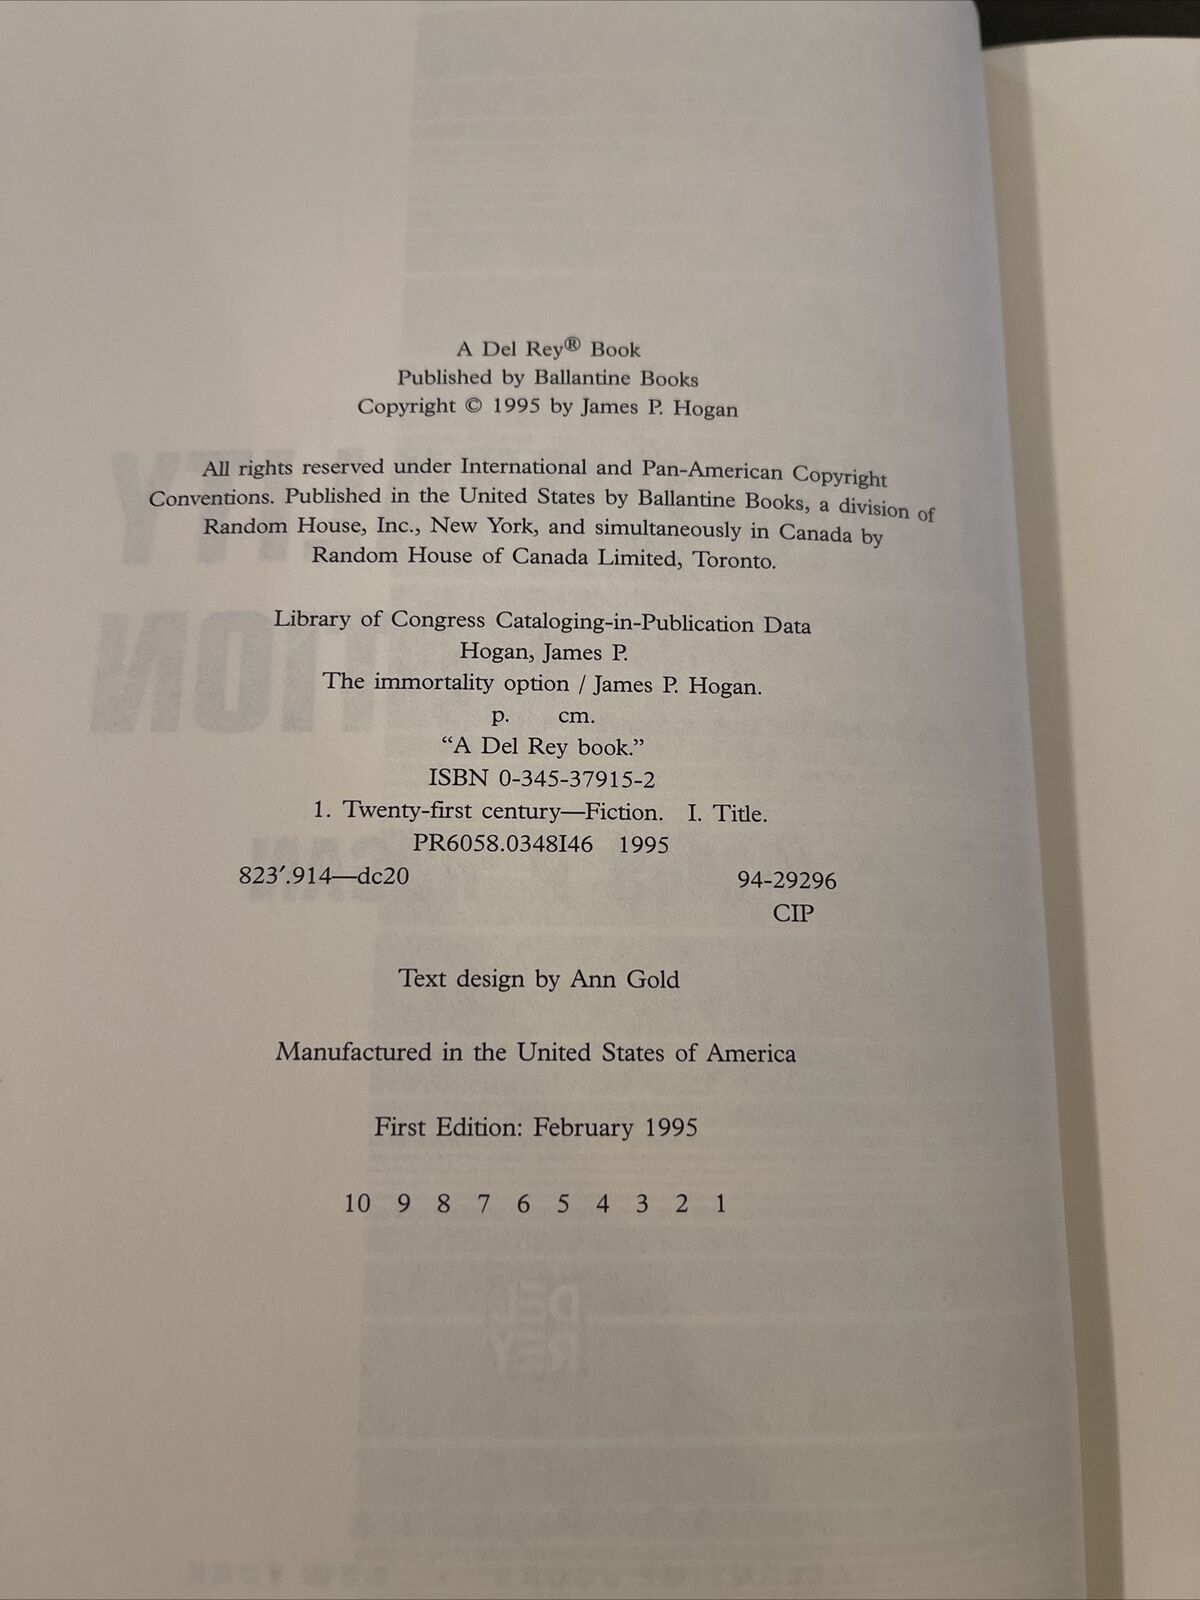 A Del Rey® Book
Published by Ballantine Books
Copyright © 1995 by James P. Hogan
All rights reserved under International and Pan-American Copyright
Conventions. Published in the United States by Ballantine Books, a division of
Random House, Inc., New York, and simultaneously in Canada by
Random House of Canada Limited, Toronto.
Library of Congress Cataloging-in-Publication Data
Hogan, James P.
The immortality option / James P. Hogan.
p. cm.
“A Del Rey book.”
ISBN 0-345-37915-2
1. Twenty-first century—Fiction. I. Title.
PR6058.0348I46 1995
823′.914—dc20 94-29296
CIP
Text design by Ann Gold
Manufactured in the United States of America
First Edition: February 1995
10 9 8 7 6 5 4 3 2 1
DEL
REY